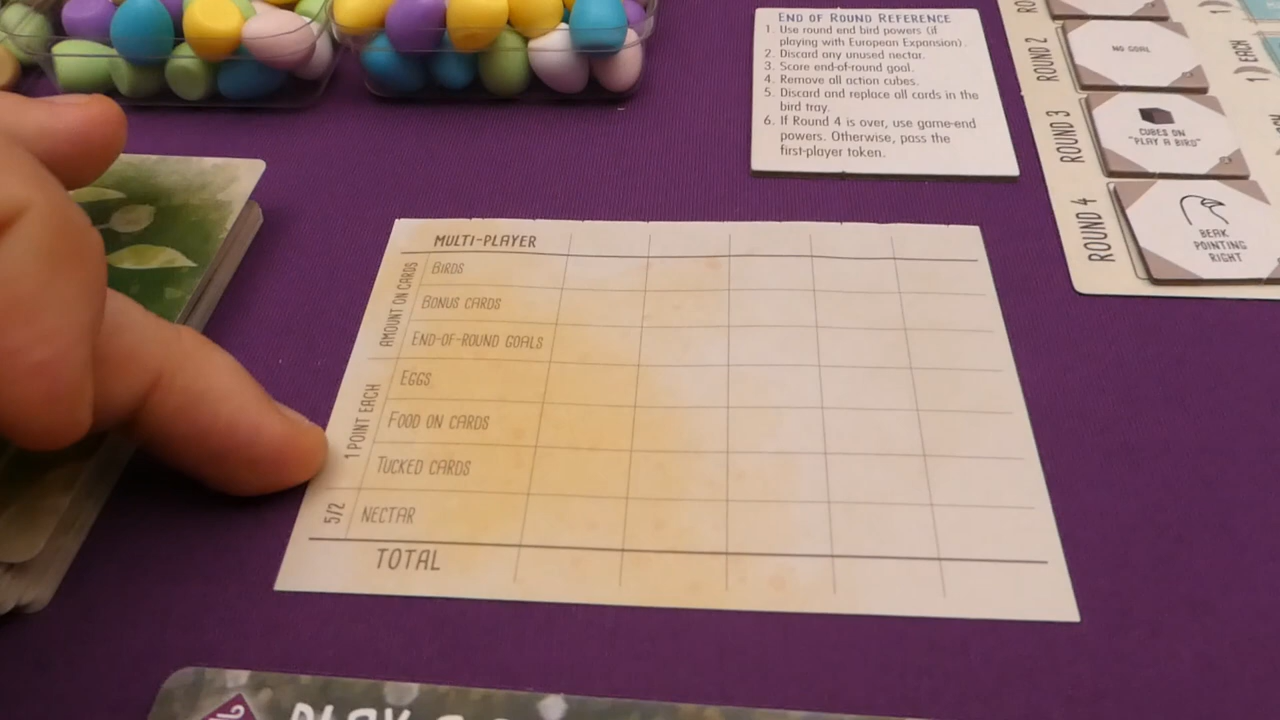 END OF ROUND REFERENCE
1. Use round end bird powers (if
playing with European Expansion).
2. Discard any unused nectar.
3. Score end-of-round goal.
4. Remove all action cubes.
5. Discard and replace all cards in the
bird tray.
6. If Round 4 is over, use game-end
powers. Otherwise, pass the
first-player token.
ROUND 2
NO GOAL
1 EACH
ROUND 3
CUBES ON
"PLAY A BIRD"
ROUND 4
BEAK
POINTING
RIGHT
MULTI-PLAYER
AMOUNT ON CARDS
BIRDS
BONUS CARDS
END-OF-ROUND GOALS
1 POINT EACH
EGGS
FOOD ON CARDS
TUCKED CARDS
5/2
NECTAR
TOTAL
PLAY